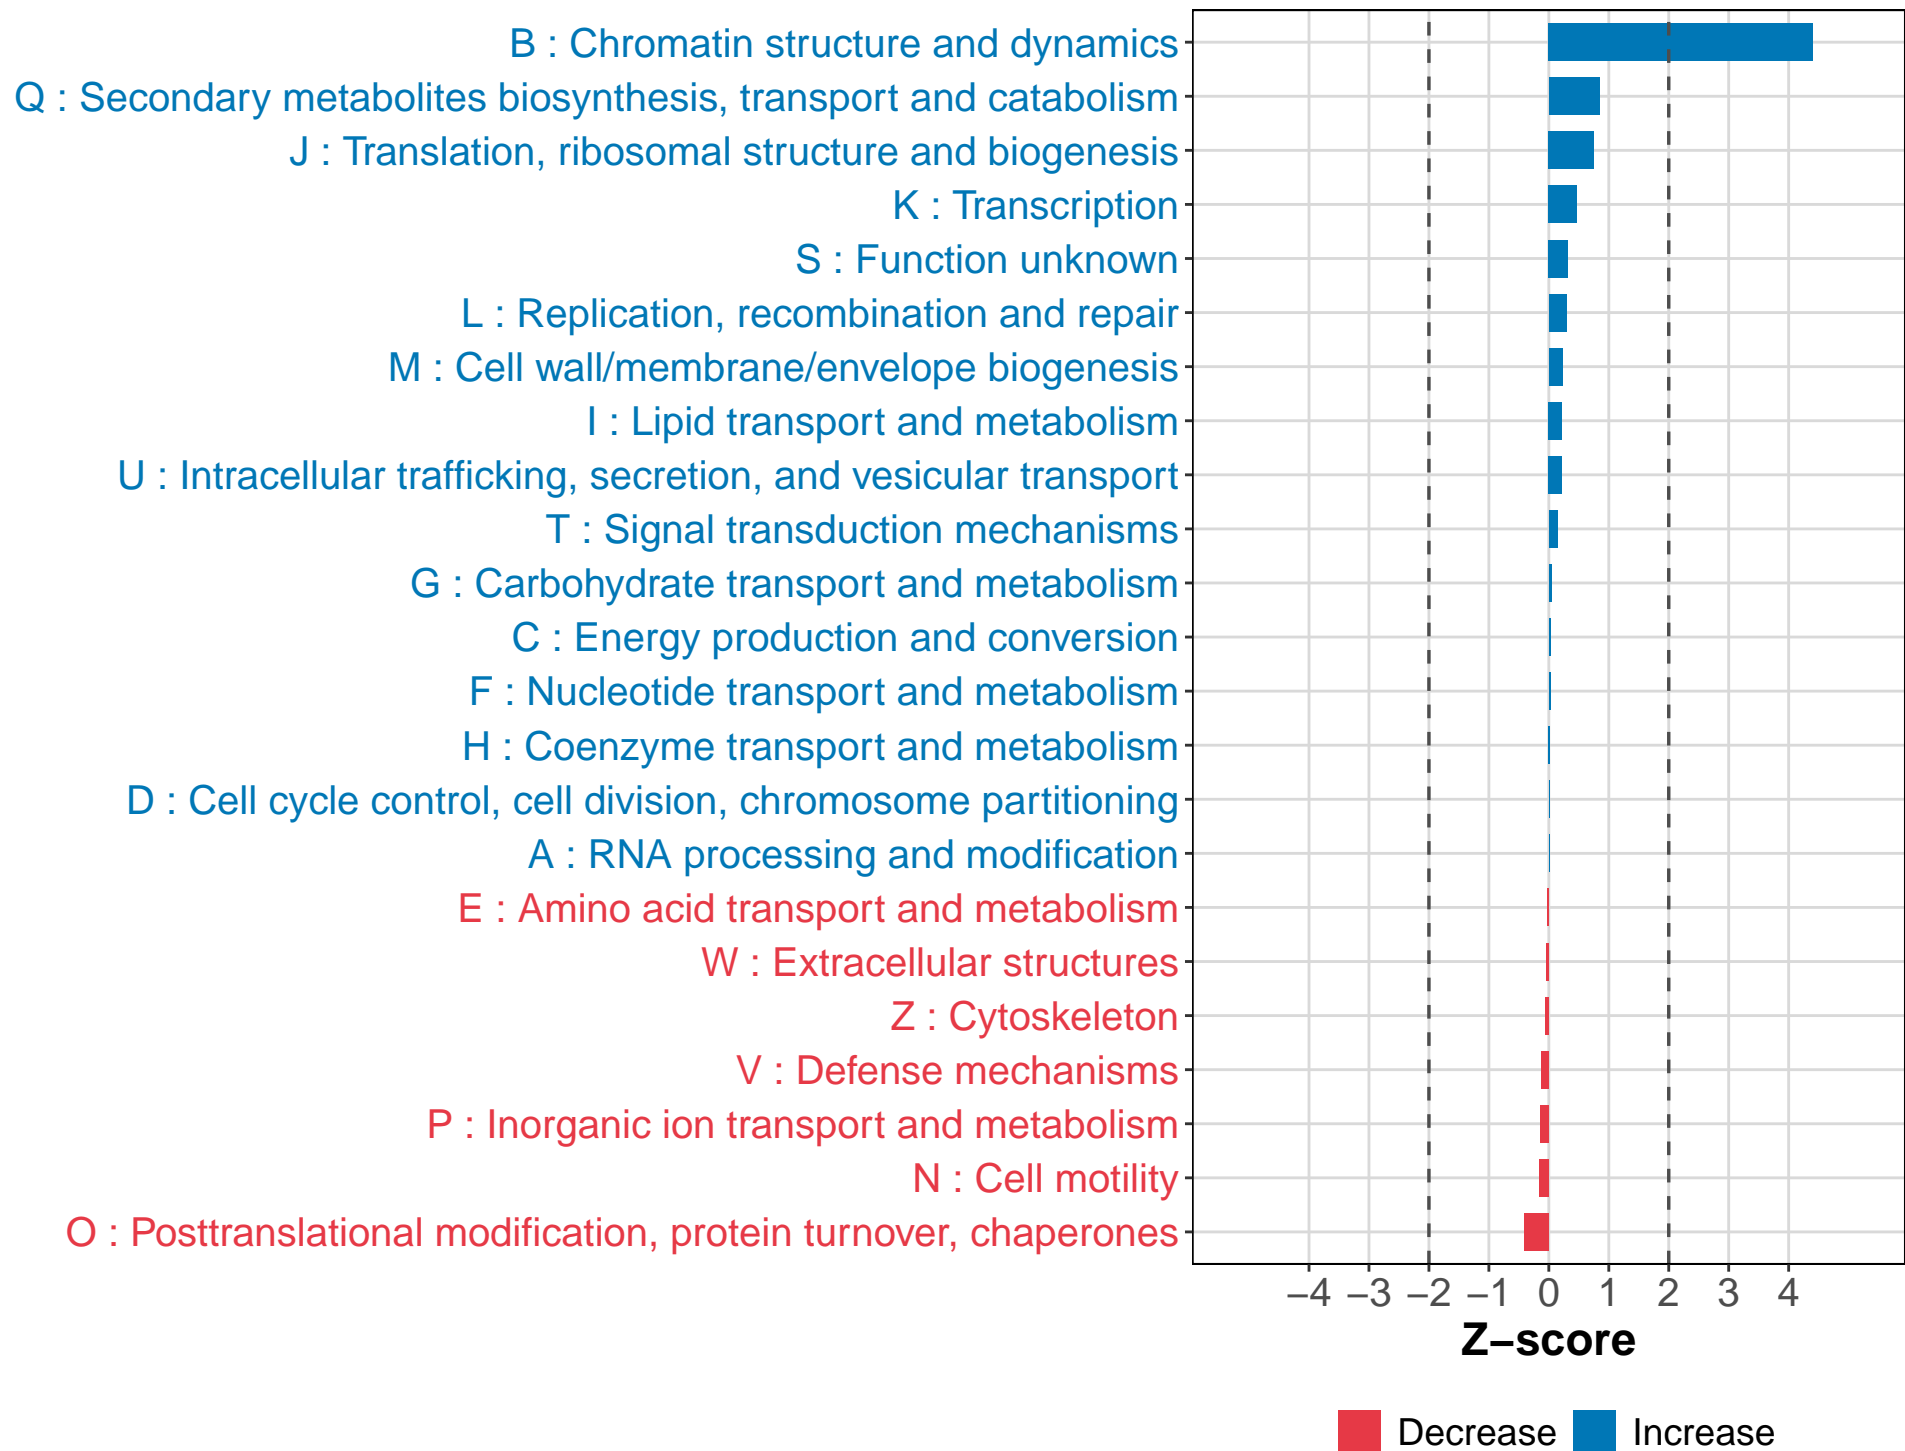 B : Chromatin structure and dynamics
Q : Secondary metabolites biosynthesis, transport and catabolism
J : Translation, ribosomal structure and biogenesis
K : Transcription
S : Function unknown
L : Replication, recombination and repair
M : Cell wall/membrane/envelope biogenesis
I : Lipid transport and metabolism
U : Intracellular trafficking, secretion, and vesicular transport
T : Signal transduction mechanisms
G : Carbohydrate transport and metabolism
C : Energy production and conversion
F : Nucleotide transport and metabolism
H : Coenzyme transport and metabolism
D : Cell cycle control, cell division, chromosome partitioning
A : RNA processing and modification
E : Amino acid transport and metabolism
W : Extracellular structures
Z : Cytoskeleton
V : Defense mechanisms
P : Inorganic ion transport and metabolism
N : Cell motility
O : Posttranslational modification, protein turnover, chaperones
−4 −3 −2 −1 0 1 2 3 4
Z−score
Decrease Increase